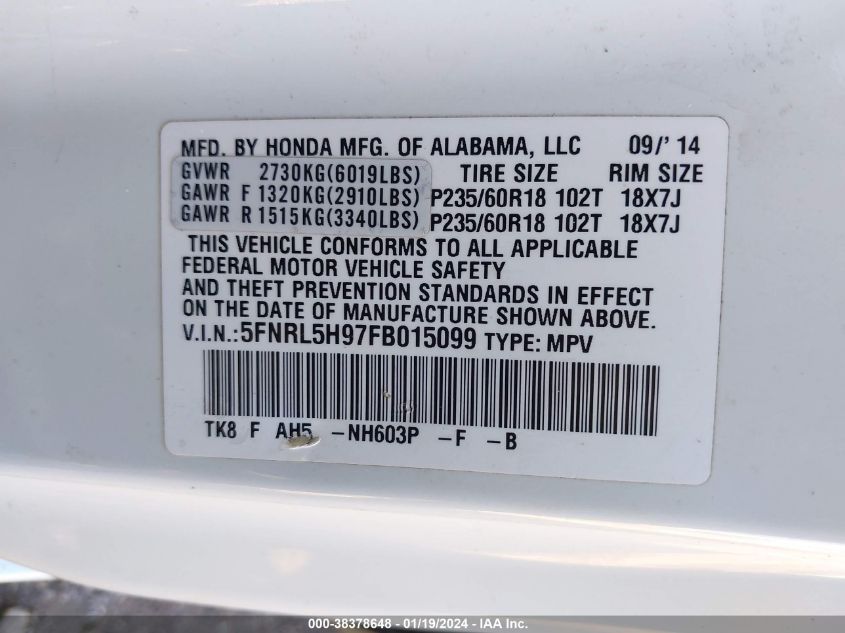 MFD. BY HONDA MFG. OF ALABAMA, LLC 09/' 14
GVWR 2730KG(6019LBS) TIRE SIZE RIM SIZE
GAWR F 1320KG(2910LBS) P235/60R18 102T 18X7J
GAWR R 1515KG(3340LBS) P235/60R18 102T 18X7J
THIS VEHICLE CONFORMS TO ALL APPLICABLE
FEDERAL MOTOR VEHICLE SAFETY
AND THEFT PREVENTION STANDARDS IN EFFECT
ON THE DATE OF MANUFACTURE SHOWN ABOVE.
V.I.N.:5FNRL5H97FB015099 TYPE: MPV
TK8 F AH5 -NH603P -F -B
000-38378648 - 01/19/2024 - IAA Inc.